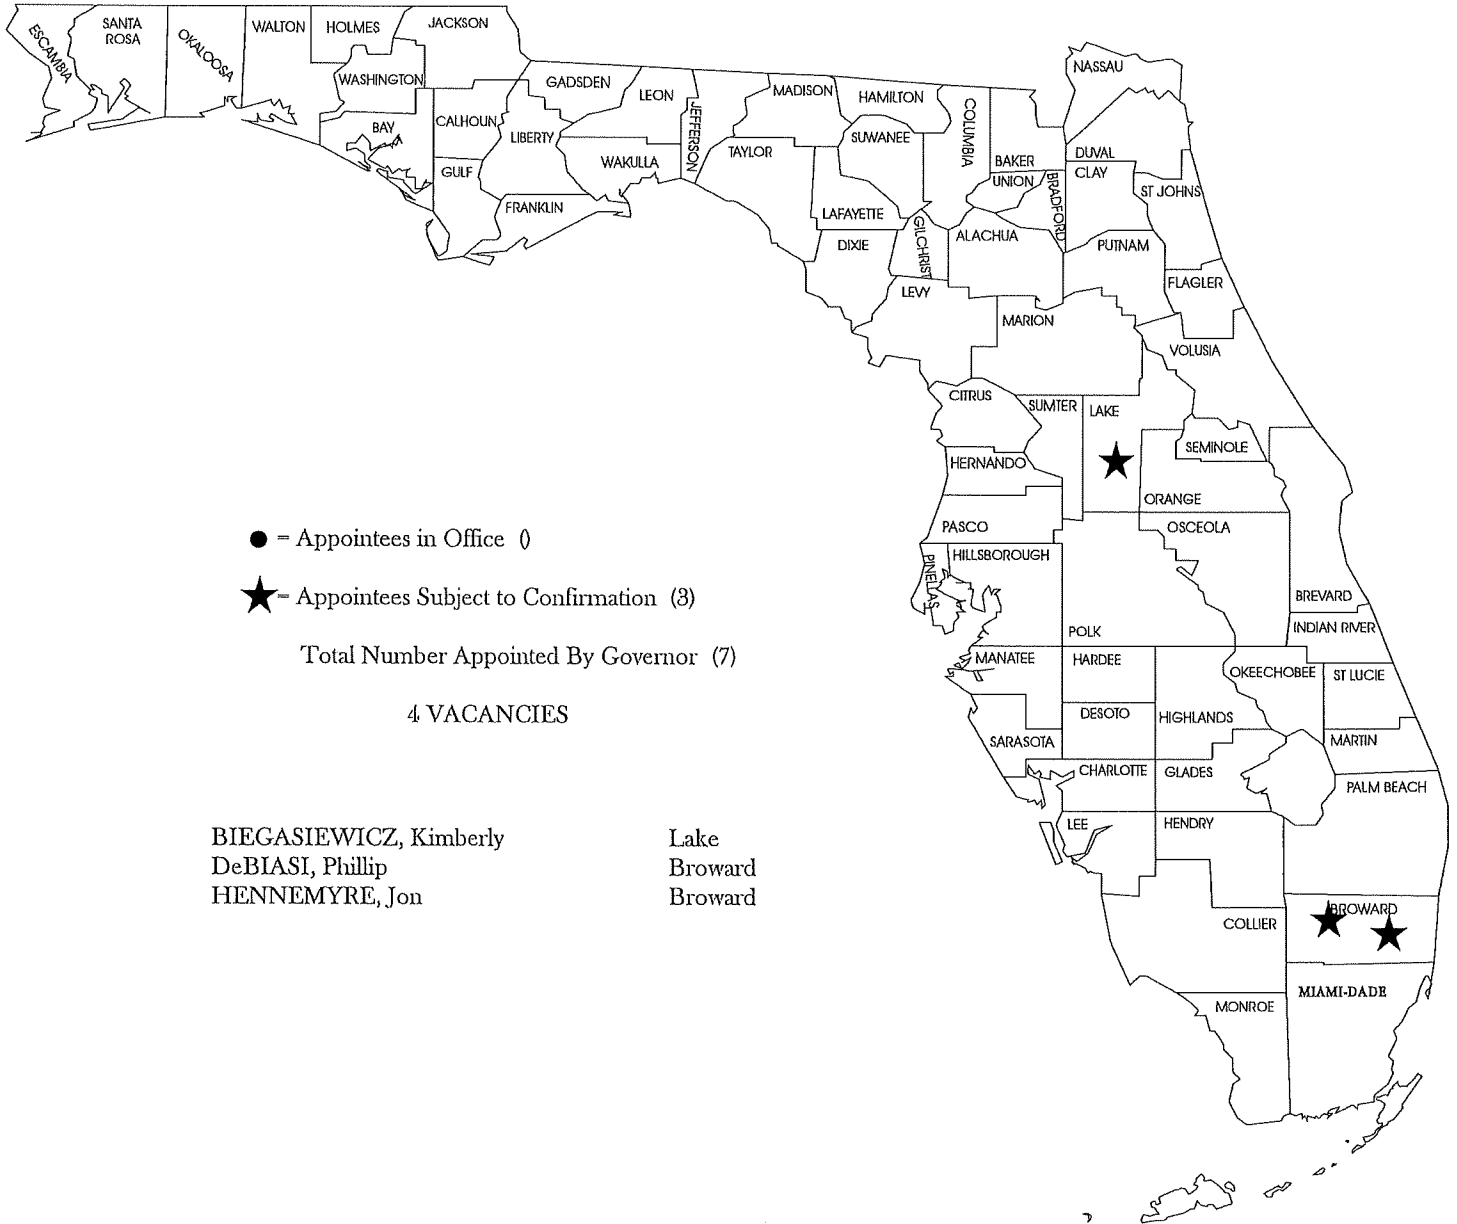 ESCAMBIA
SANTA
ROSA
OKALOOSA
WALTON
HOLMES
JACKSON
WASHINGTON
BAY
CALHOUN
GULF
GADSDEN
LIBERTY
FRANKLIN
LEON
WAKULLA
JEFFERSON
MADISON
TAYLOR
HAMILTON
SUWANEE
LAFAYETTE
DIXIE
COLUMBIA
GILCHRIST
NASSAU
BAKER
UNION
BRADFORD
DUVAL
CLAY
ST JOHNS
ALACHUA
PUTNAM
LEVY
FLAGLER
MARION
VOLUSIA
CITRUS
SUMTER
LAKE
SEMINOLE
HERNANDO
ORANGE
PASCO
OSCEOLA
PINELLAS
HILLSBOROUGH
BREVARD
POLK
INDIAN RIVER
MANATEE
HARDEE
OKEECHOBEE
ST LUCIE
DESOTO
HIGHLANDS
SARASOTA
MARTIN
CHARLOTTE
GLADES
PALM BEACH
LEE
HENDRY
BROWARD
COLLIER
MIAMI-DADE
MONROE
= Appointees in Office ()
= Appointees Subject to Confirmation (3)
Total Number Appointed By Governor (7)
4 VACANCIES
BIEGASIEWICZ, Kimberly Lake
DeBIASI, Phillip Broward
HENNEMYRE, Jon Broward